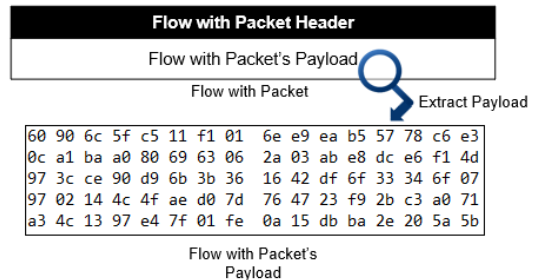 Flow with Packet Header
Flow with Packet's Payload
Flow with Packet
Extract Payload
60 90 6c 5f c5 11 f1 01 6e e9 ea b5 57 78 c6 e3
0c a1 ba a0 80 69 63 06 2a 03 ab e8 dc e6 f1 4d
97 3c ce 90 d9 6b 3b 36 16 42 df 6f 33 34 6f 07
97 02 14 4c 4f ae d0 7d 76 47 23 f9 2b c3 a0 71
a3 4c 13 97 e4 7f 01 fe 0a 15 db ba 2e 20 5a 5b
Flow with Packet's
Payload